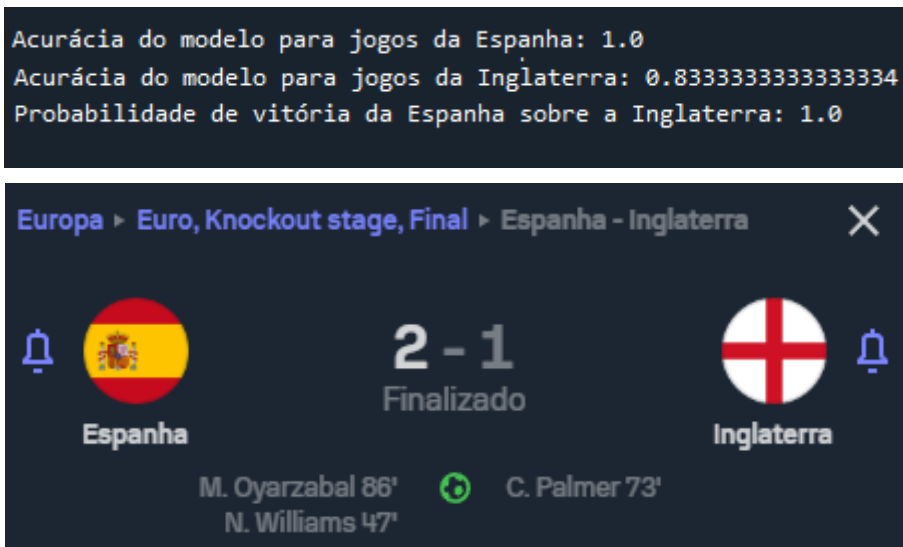 Acurácia do modelo para jogos da Espanha: 1.0
Acurácia do modelo para jogos da Inglaterra: 0.8333333333333334
Probabilidade de vitória da Espanha sobre a Inglaterra: 1.0
Europa ▸ Euro, Knockout stage, Final ▸ Espanha - Inglaterra
2 - 1
Finalizado
Espanha
Inglaterra
M. Oyarzabal 86'
C. Palmer 73'
N. Williams 47'